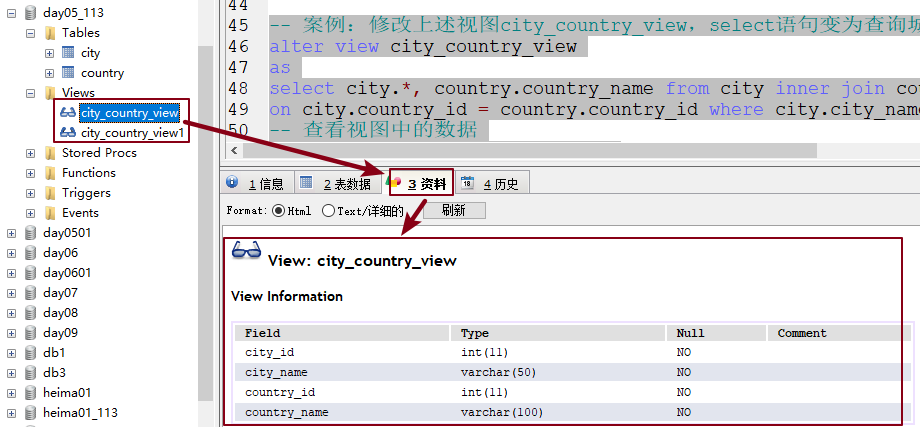 day05_113
Tables
city
country
Views
city_country_view
city_country_view1
Stored Procs
Functions
Triggers
Events
day0501
day06
day0601
day07
day08
day09
db1
db3
heima01
heima01_113
44
45 -- 案例：修改上述视图city_country_view，select语句变为查询城
46 alter view city_country_view
47 as
48 select city.*, country.country_name from city inner join cou
49 on city.country_id = country.country_id where city.city_name
50 -- 查看视图中的数据
1 信息 2 表数据 3 资料 4 历史
Format: Html Text/详细的 刷新
View: city_country_view
View Information
Field Type Null Comment
city_id int(11) NO
city_name varchar(50) NO
country_id int(11) NO
country_name varchar(100) NO